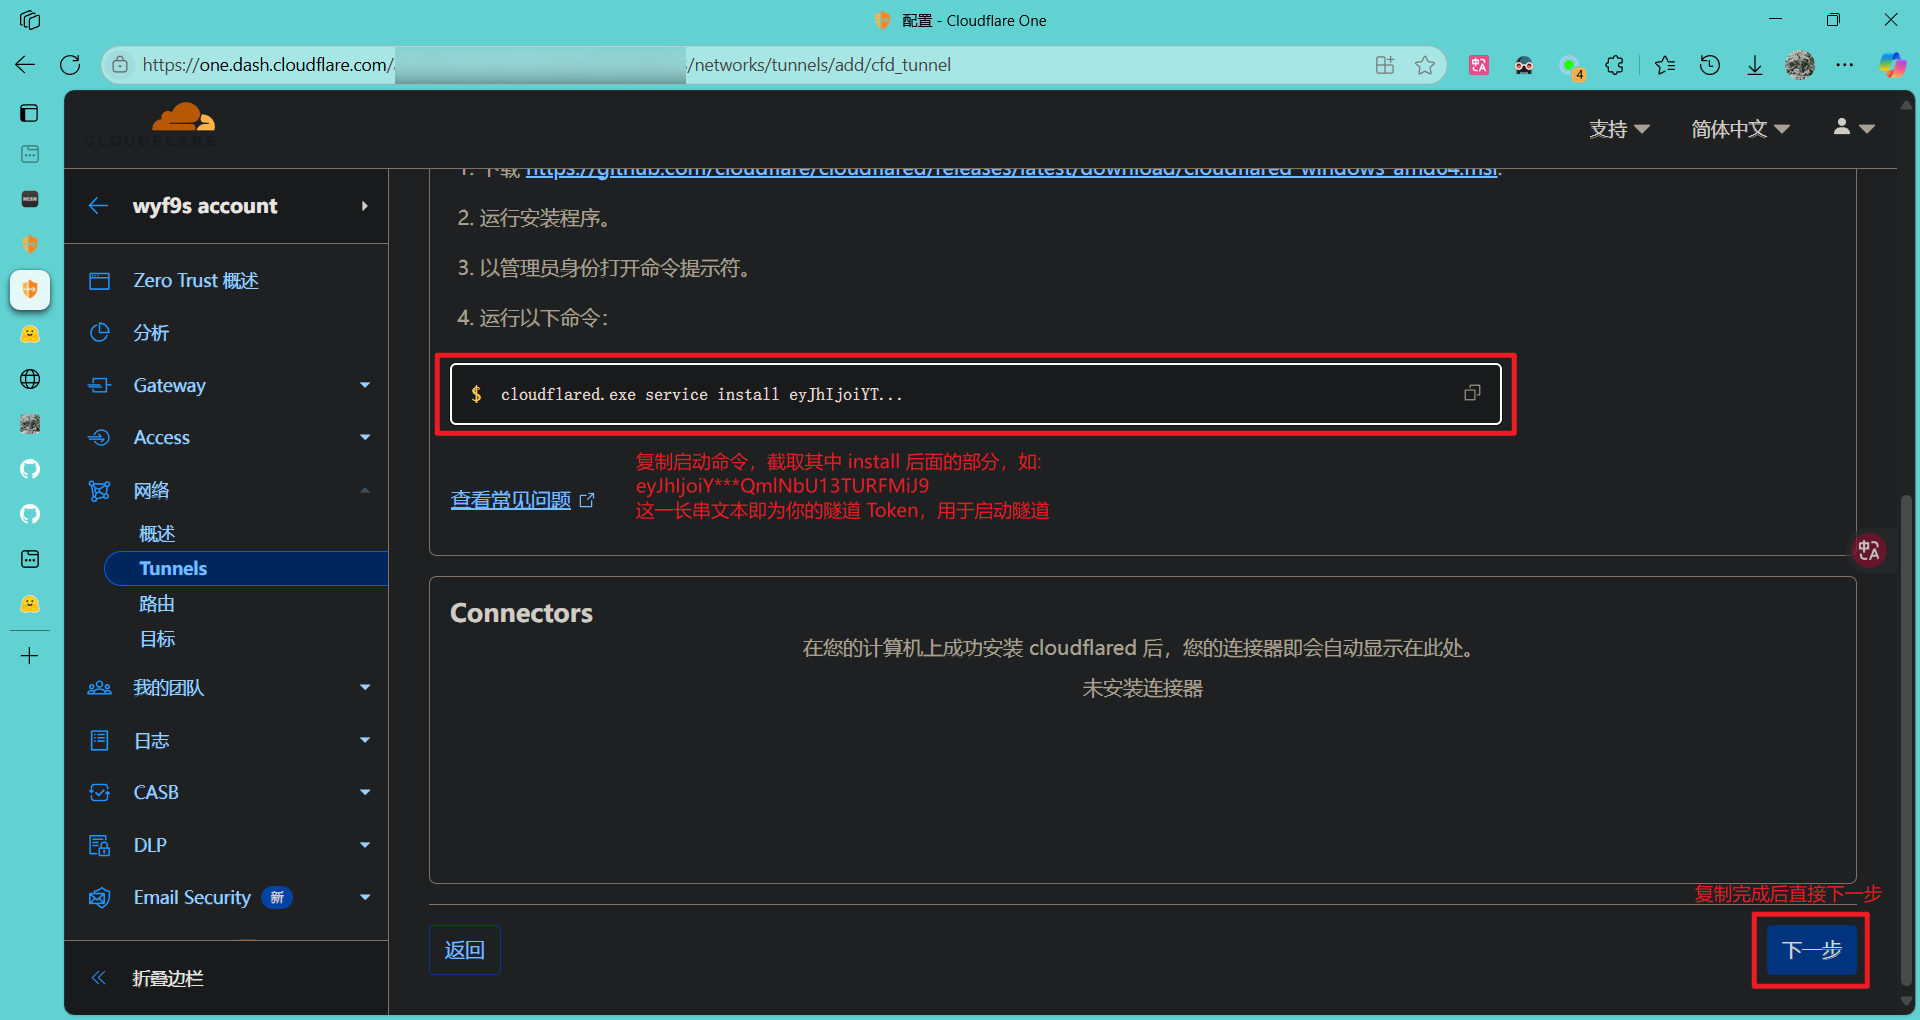 配置 - Cloudflare One
https://one.dash.cloudflare.com/
/networks/tunnels/add/cfd_tunnel
4
CLOUDFLARE
支持
简体中文
wyf9s account
Zero Trust 概述
分析
Gateway
Access
网络
概述
Tunnels
路由
目标
我的团队
日志
CASB
DLP
Email Security 新
折叠边栏
1. 下载 https://github.com/cloudflare/cloudflared/releases/latest/download/cloudflared-windows-amd64.msi.
2. 运行安装程序。
3. 以管理员身份打开命令提示符。
4. 运行以下命令：
$ cloudflared.exe service install eyJhIjoiYT...
复制启动命令，截取其中 install 后面的部分，如:
eyJhIjoiY***QmlNbU13TURFMiJ9
这一长串文本即为你的隧道 Token，用于启动隧道
查看常见问题
Connectors
在您的计算机上成功安装 cloudflared 后，您的连接器即会自动显示在此处。
未安装连接器
复制完成后直接下一步
返回
下一步